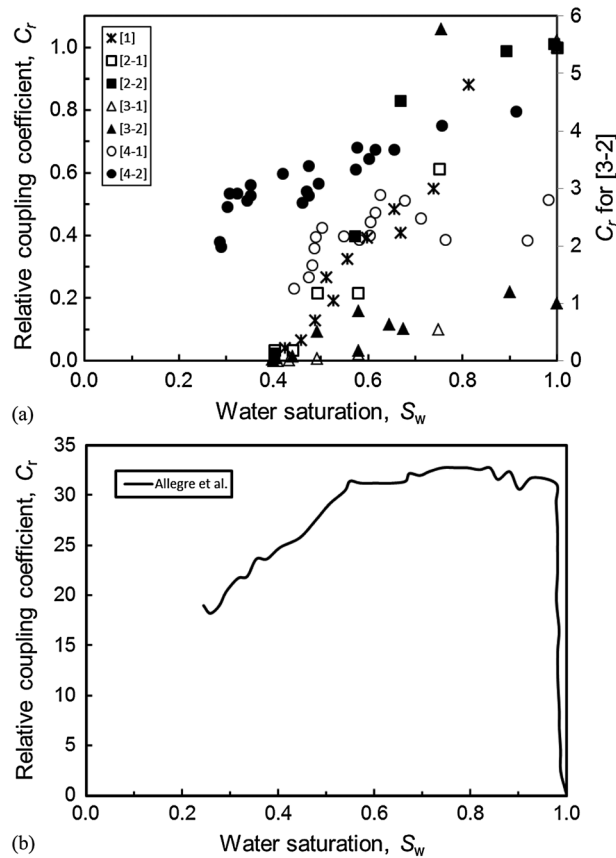 (a)
Relative coupling coefficient, Cr
1.0
0.8
0.6
0.4
0.2
0.0
[1]
[2-1]
[2-2]
[3-1]
[3-2]
[4-1]
[4-2]
6
5
4
3
2
1
0
Cr for [3-2]
0.0 0.2 0.4 0.6 0.8 1.0
Water saturation, Sw
(b)
Relative coupling coefficient, Cr
35
30
25
20
15
10
5
0
Allegre et al.
0.0 0.2 0.4 0.6 0.8 1.0
Water saturation, Sw